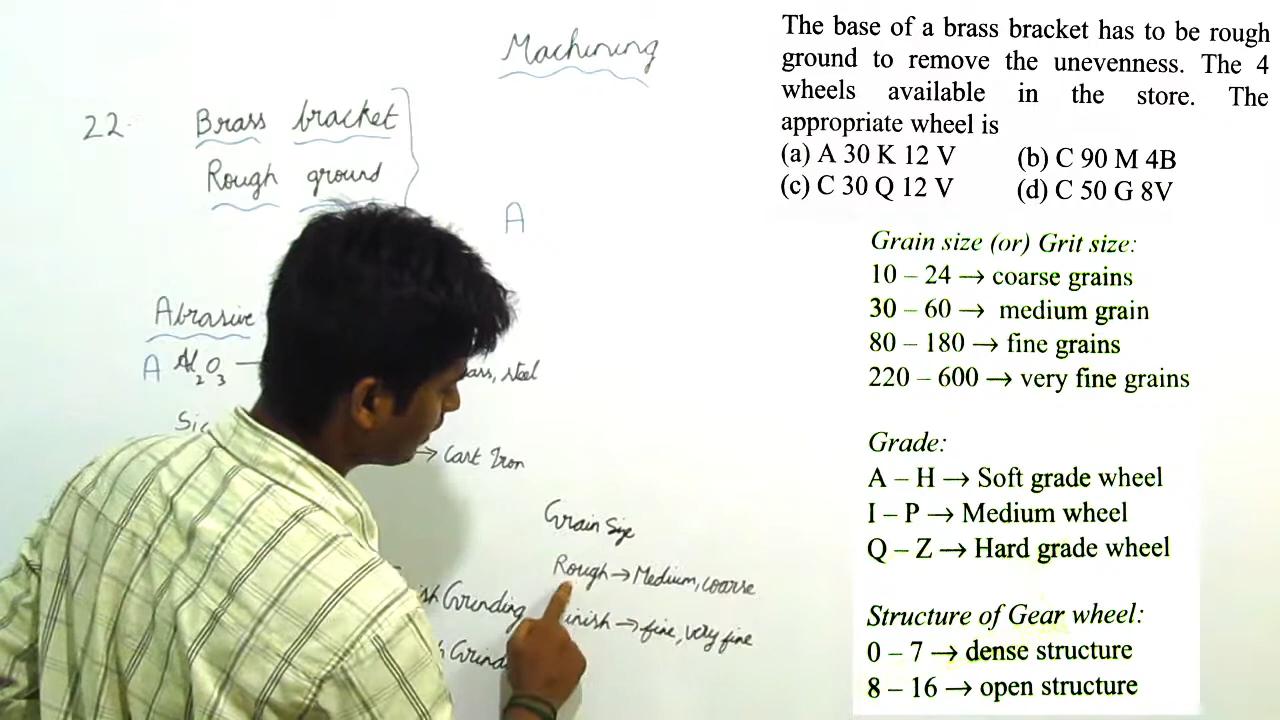 Machining
22.
Brass bracket
Rough ground
A
Abrasive
A Al2O3 → steel
→ Cast Iron
Grain Size
Rough → Medium, coarse
Grinding
→ fine, very fine
The base of a brass bracket has to be rough
ground to remove the unevenness. The 4
wheels available in the store. The
appropriate wheel is
(a) A 30 K 12 V (b) C 90 M 4B
(c) C 30 Q 12 V (d) C 50 G 8V
Grain size (or) Grit size:
10 – 24 → coarse grains
30 – 60 → medium grain
80 – 180 → fine grains
220 – 600 → very fine grains
Grade:
A – H → Soft grade wheel
I – P → Medium wheel
Q – Z → Hard grade wheel
Structure of Gear wheel:
0 – 7 → dense structure
8 – 16 → open structure